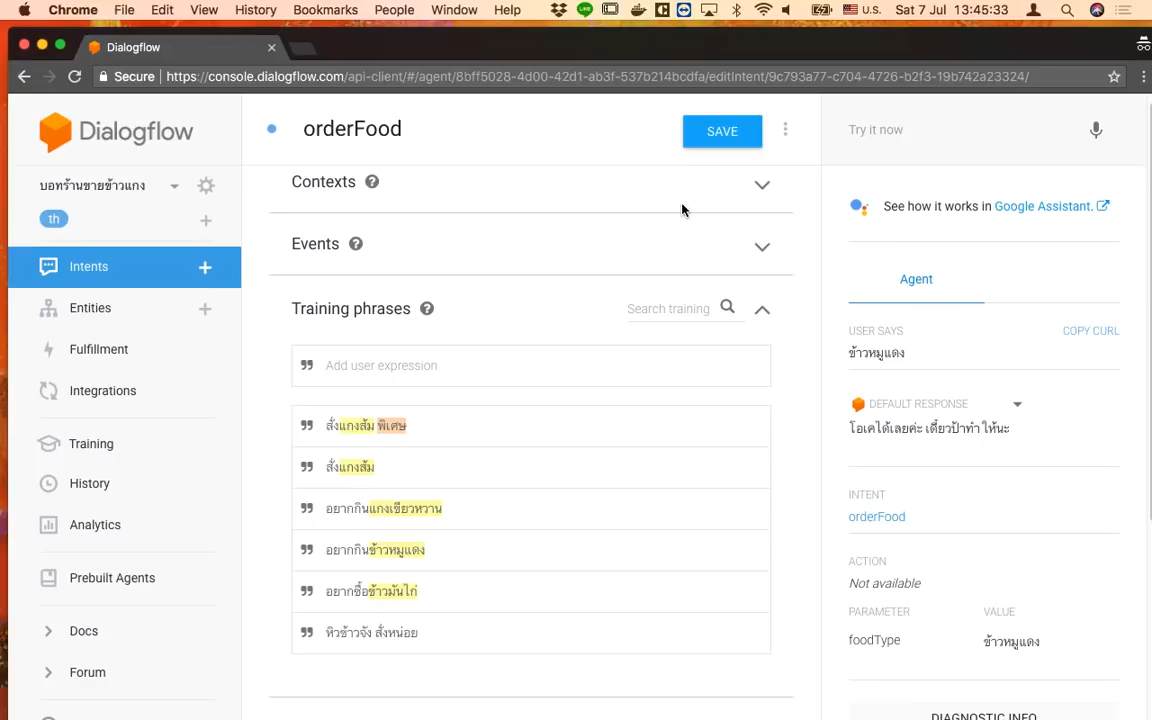 Chrome File Edit View History Bookmarks People Window Help U.S. Sat 7 Jul 13:45:33
Dialogflow
Secure https://console.dialogflow.com/api-client/#/agent/8bff5028-4d00-42d1-ab3f-537b214bcdfa/editIntent/9c793a77-c704-4726-b2f3-19b742a23324/
Dialogflow
บอทร้านขายข้าวแกง
th
Intents
Entities
Fulfillment
Integrations
Training
History
Analytics
Prebuilt Agents
Docs
Forum
orderFood
SAVE
Contexts
Events
Training phrases
Search training
Add user expression
สั่งแกงส้ม พิเศษ
สั่งแกงส้ม
อยากกินแกงเขียวหวาน
อยากกินข้าวหมูแดง
อยากซื้อข้าวมันไก่
หิวข้าวจัง สั่งหน่อย
Try it now
See how it works in Google Assistant.
Agent
USER SAYS COPY CURL
ข้าวหมูแดง
DEFAULT RESPONSE
โอเคได้เลยค่ะ เดี๋ยวป้าทำ ให้นะ
INTENT
orderFood
ACTION
Not available
PARAMETER VALUE
foodType ข้าวหมูแดง
DIAGNOSTIC INFO